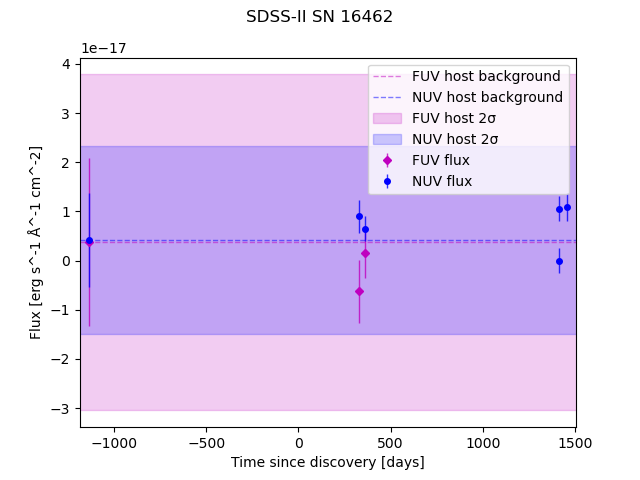 SDSS-II SN 16462
1e−17
4
3
2
1
0
−1
−2
−3
Flux [erg s^-1 Å^-1 cm^-2]
FUV host background
NUV host background
FUV host 2σ
NUV host 2σ
FUV flux
NUV flux
−1000
−500
0
500
1000
1500
Time since discovery [days]